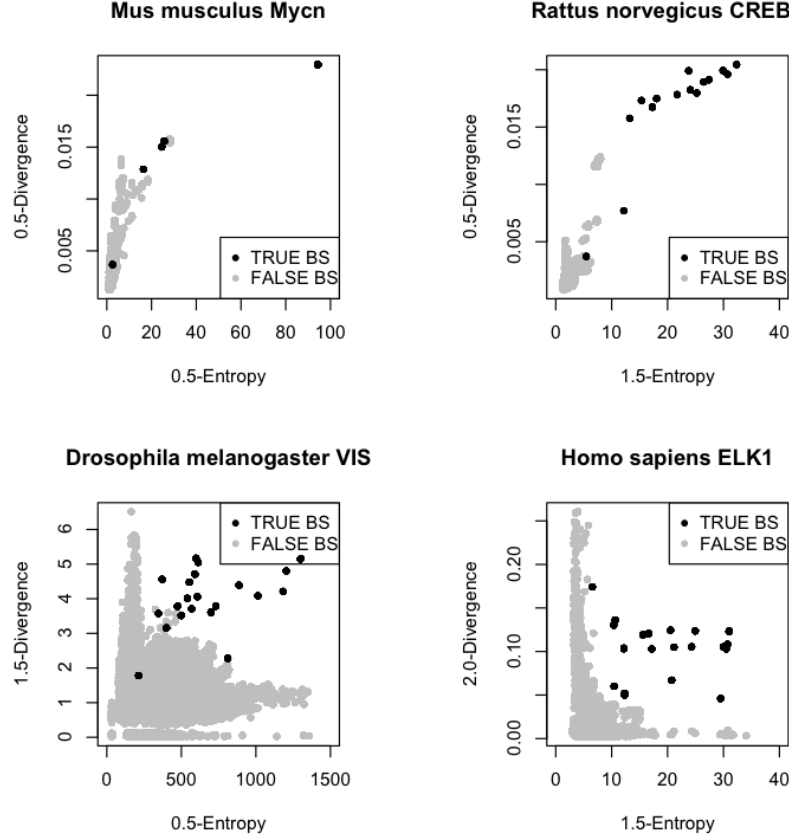 Mus musculus Mycn
0.5-Divergence
0.015
0.005
TRUE BS
FALSE BS
0 20 40 60 80 100
0.5-Entropy
Rattus norvegicus CREB
0.5-Divergence
0.015
0.005
TRUE BS
FALSE BS
0 10 20 30 40
1.5-Entropy
Drosophila melanogaster VIS
1.5-Divergence
6
5
4
3
2
1
0
TRUE BS
FALSE BS
0 500 1000 1500
0.5-Entropy
Homo sapiens ELK1
2.0-Divergence
0.20
0.10
0.00
TRUE BS
FALSE BS
0 10 20 30 40
1.5-Entropy